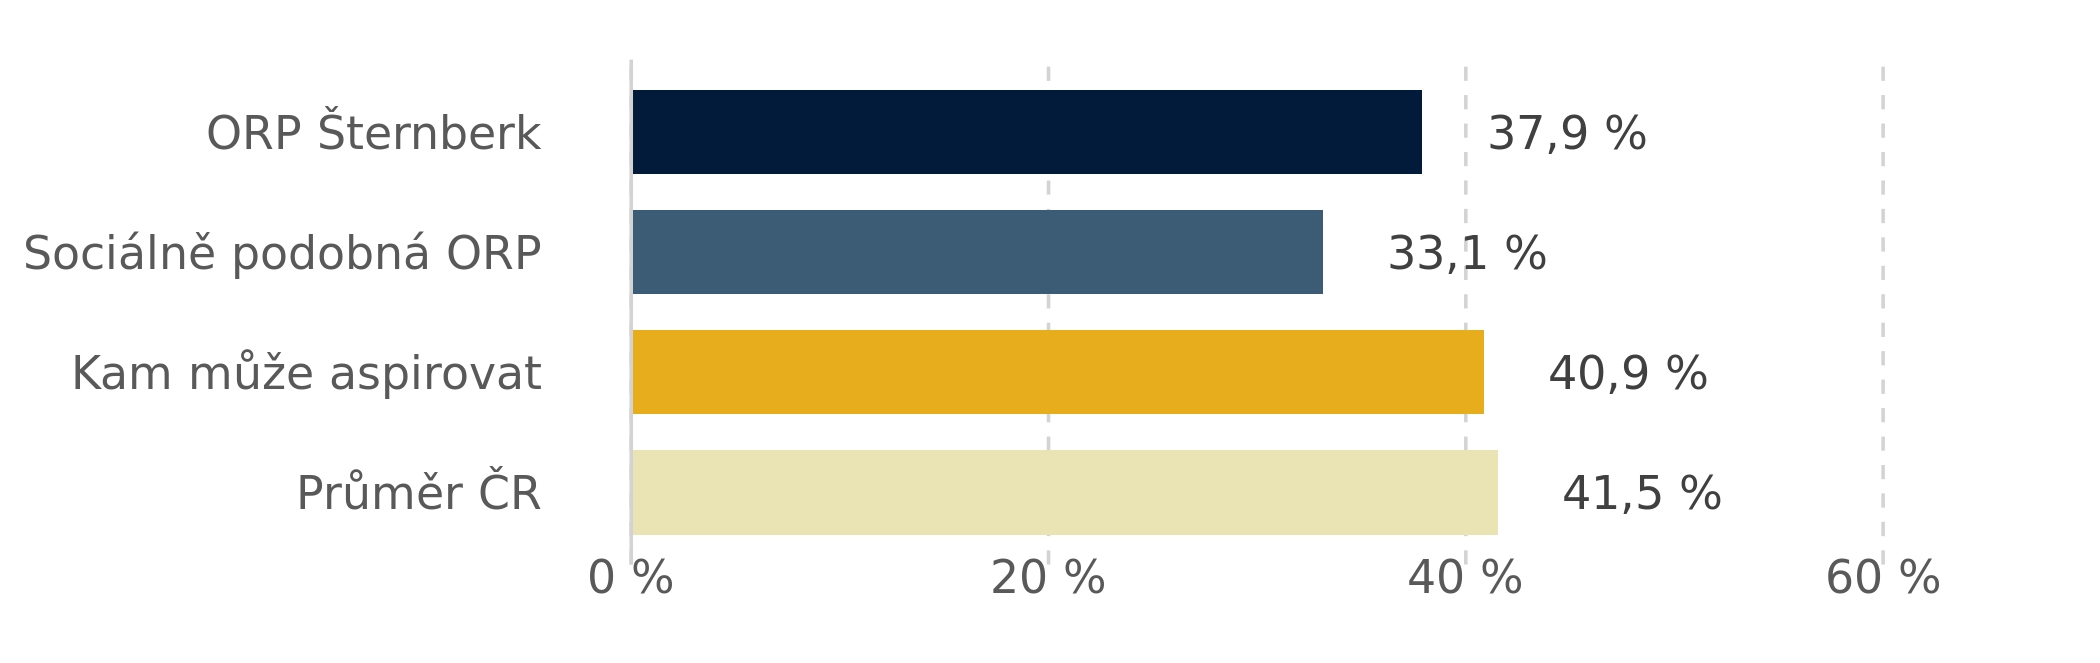 ORP Šternberk 37,9 %
Sociálně podobná ORP 33,1 %
Kam může aspirovat 40,9 %
Průměr ČR 41,5 %
0 % 20 % 40 % 60 %